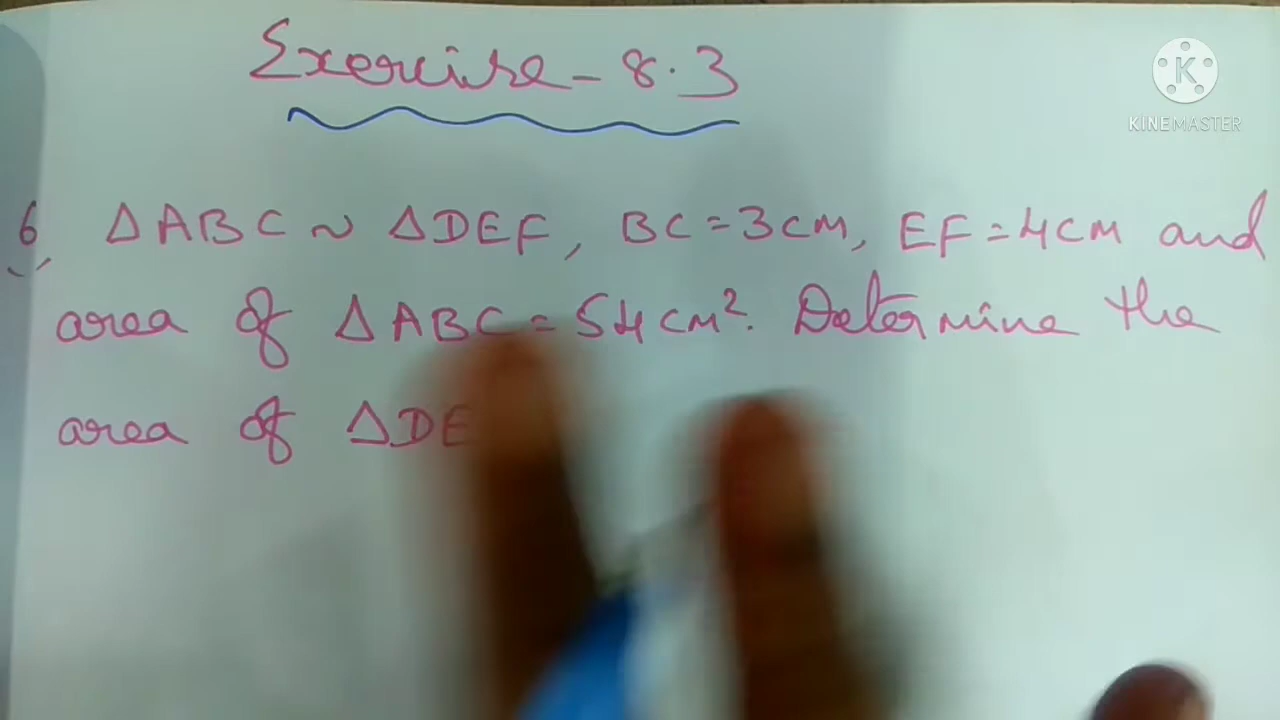 Exercise - 8.3
K
KINEMASTER
6, ΔABC ~ ΔDEF, BC=3CM, EF=4CM and
area of ΔABC=54CM². Determine the
area of ΔDE